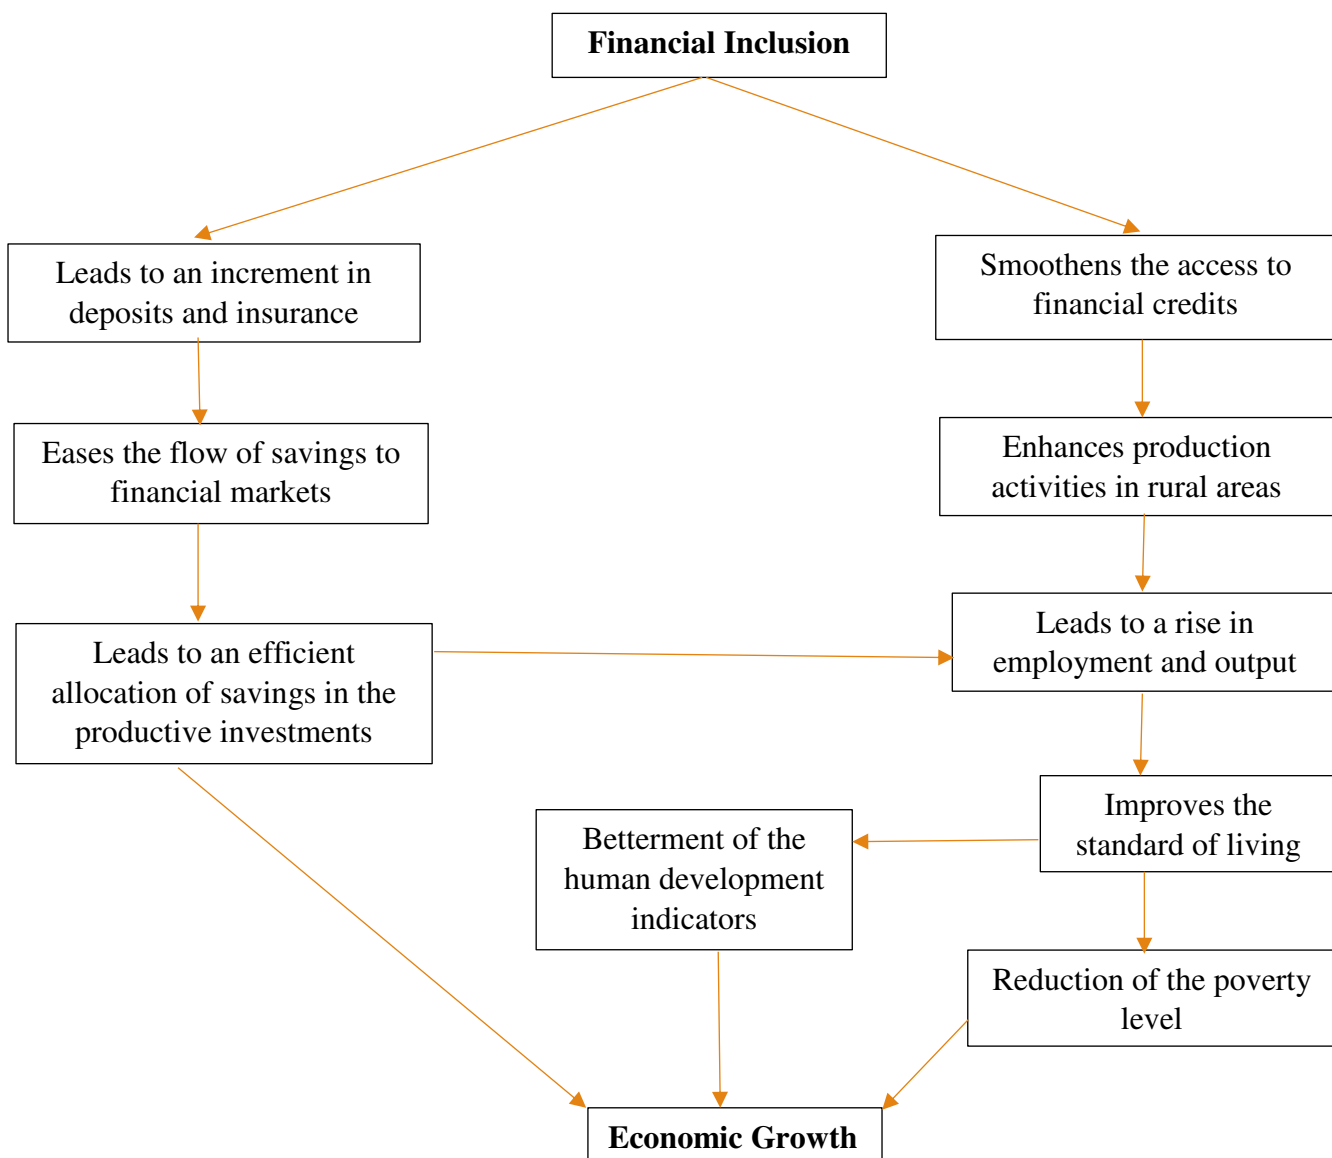 Financial Inclusion
Leads to an increment in
deposits and insurance
Smoothens the access to
financial credits
Eases the flow of savings to
financial markets
Enhances production
activities in rural areas
Leads to an efficient
allocation of savings in the
productive investments
Leads to a rise in
employment and output
Improves the
standard of living
Betterment of the
human development
indicators
Reduction of the poverty
level
Economic Growth